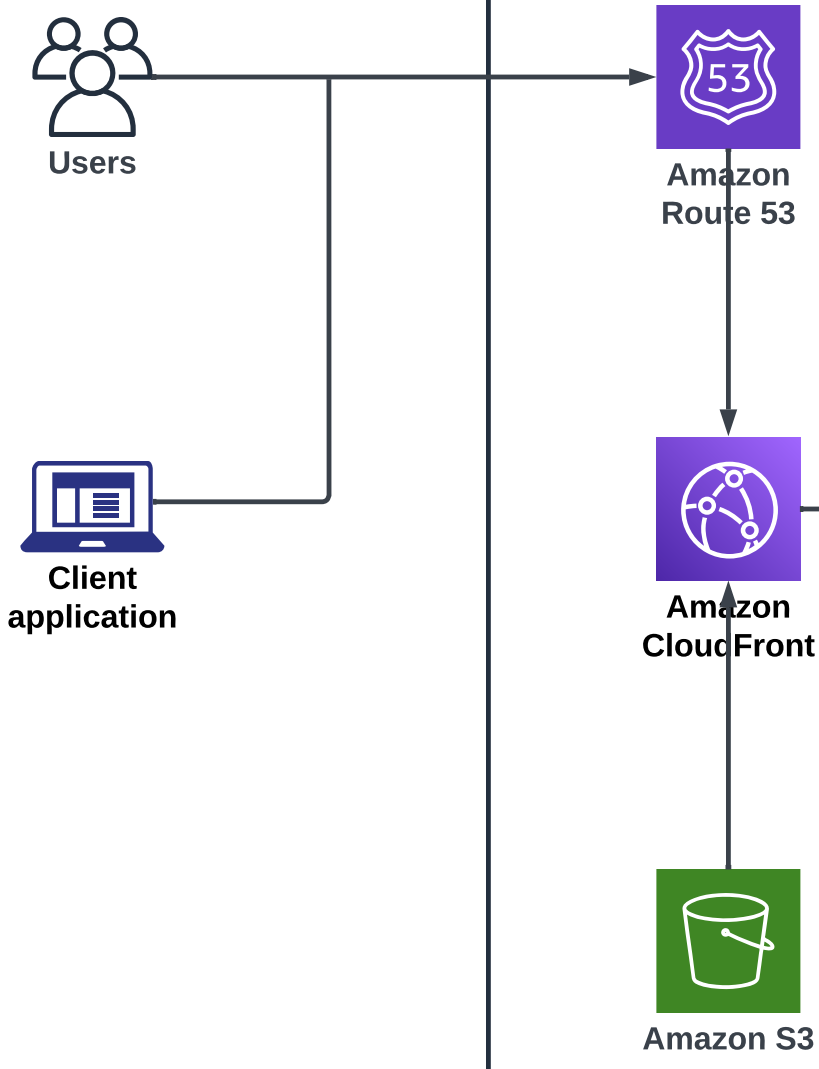 53
Users
Amazon
Route 53
Client
application
Amazon
CloudFront
Amazon S3